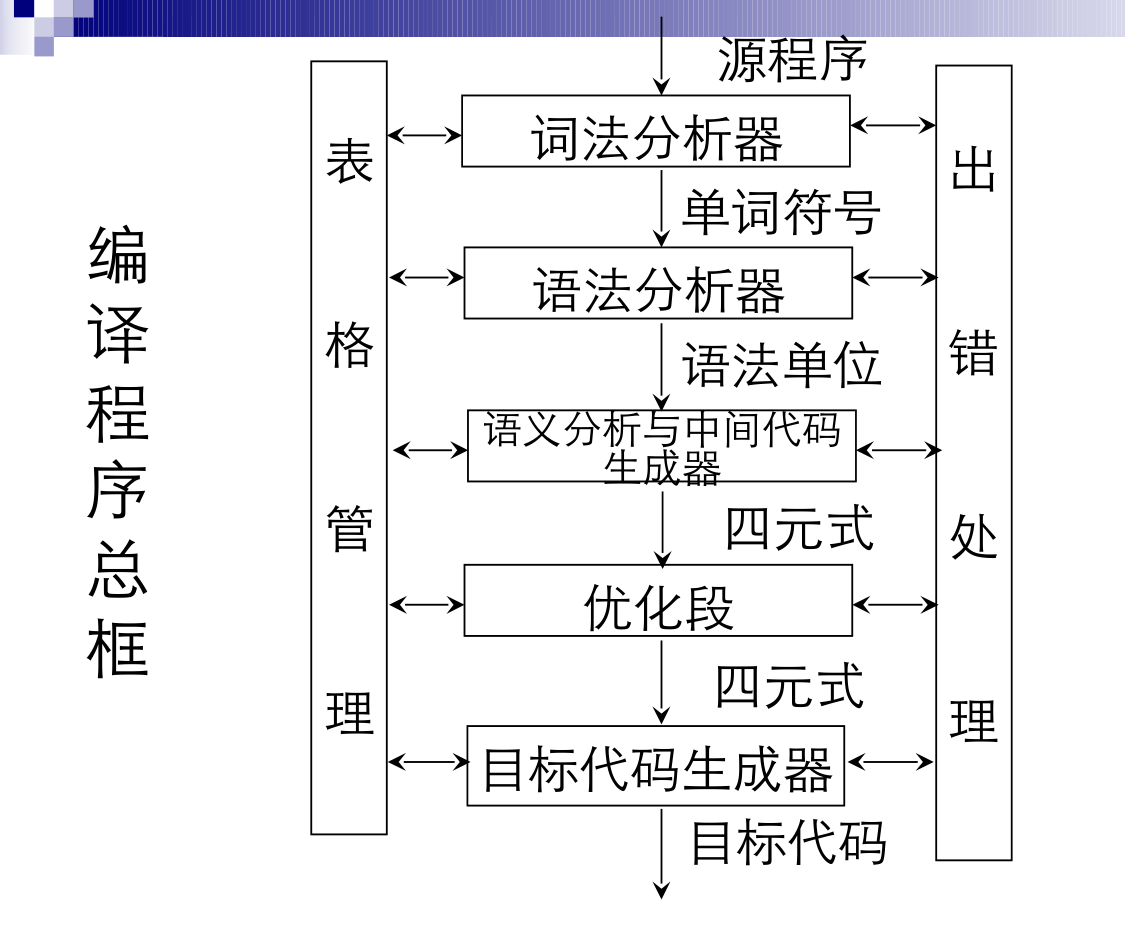 编译程序总框
表格管理
源程序
词法分析器
单词符号
语法分析器
语法单位
语义分析与中间代码
生成器
四元式
优化段
四元式
目标代码生成器
目标代码
出错处理